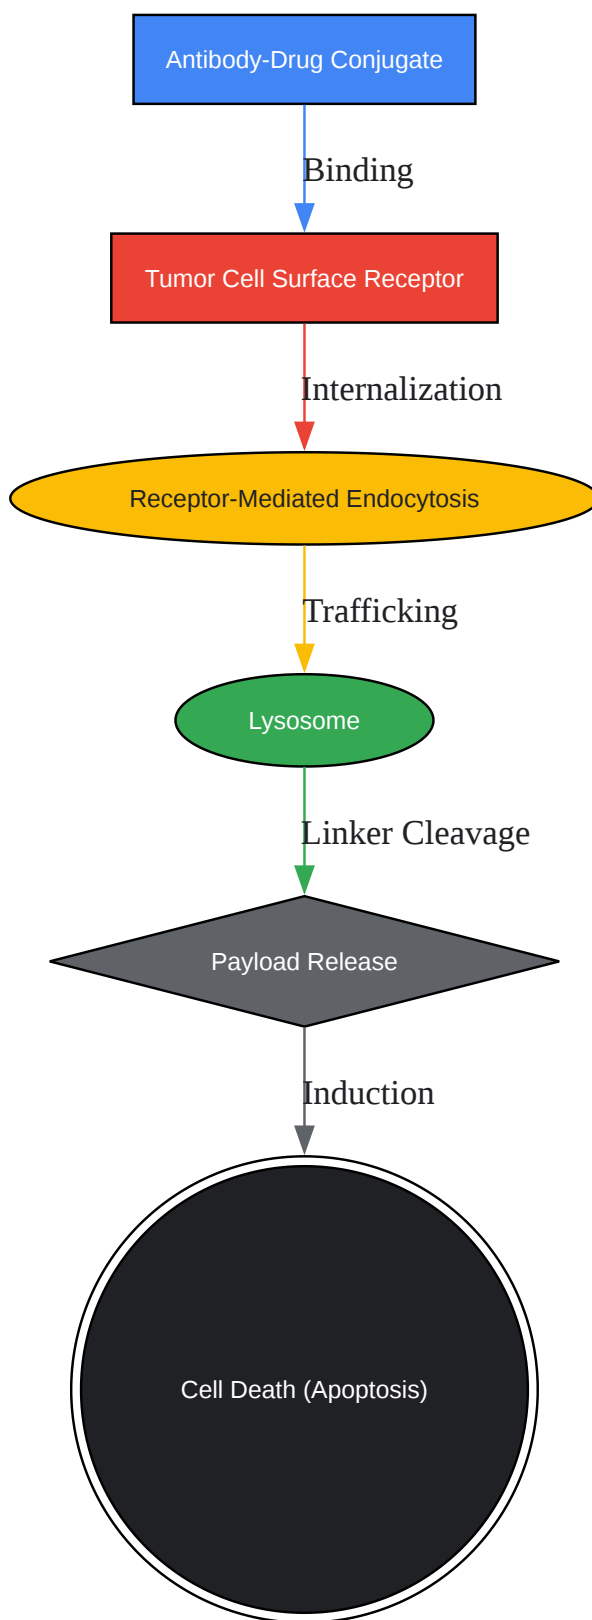 Antibody-Drug Conjugate
Binding
Tumor Cell Surface Receptor
Internalization
Receptor-Mediated Endocytosis
Trafficking
Lysosome
Linker Cleavage
Payload Release
Induction
Cell Death (Apoptosis)